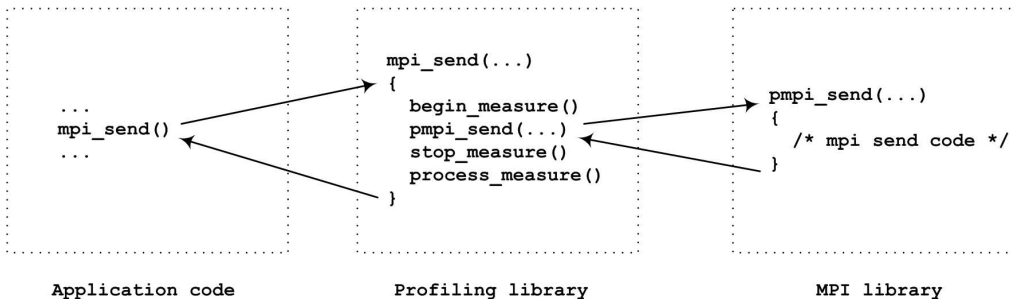 ...
mpi_send()
...
Application code
mpi_send(...)
{
begin_measure()
pmpi_send(...)
stop_measure()
process_measure()
}
Profiling library
pmpi_send(...)
{
/* mpi send code */
}
MPI library